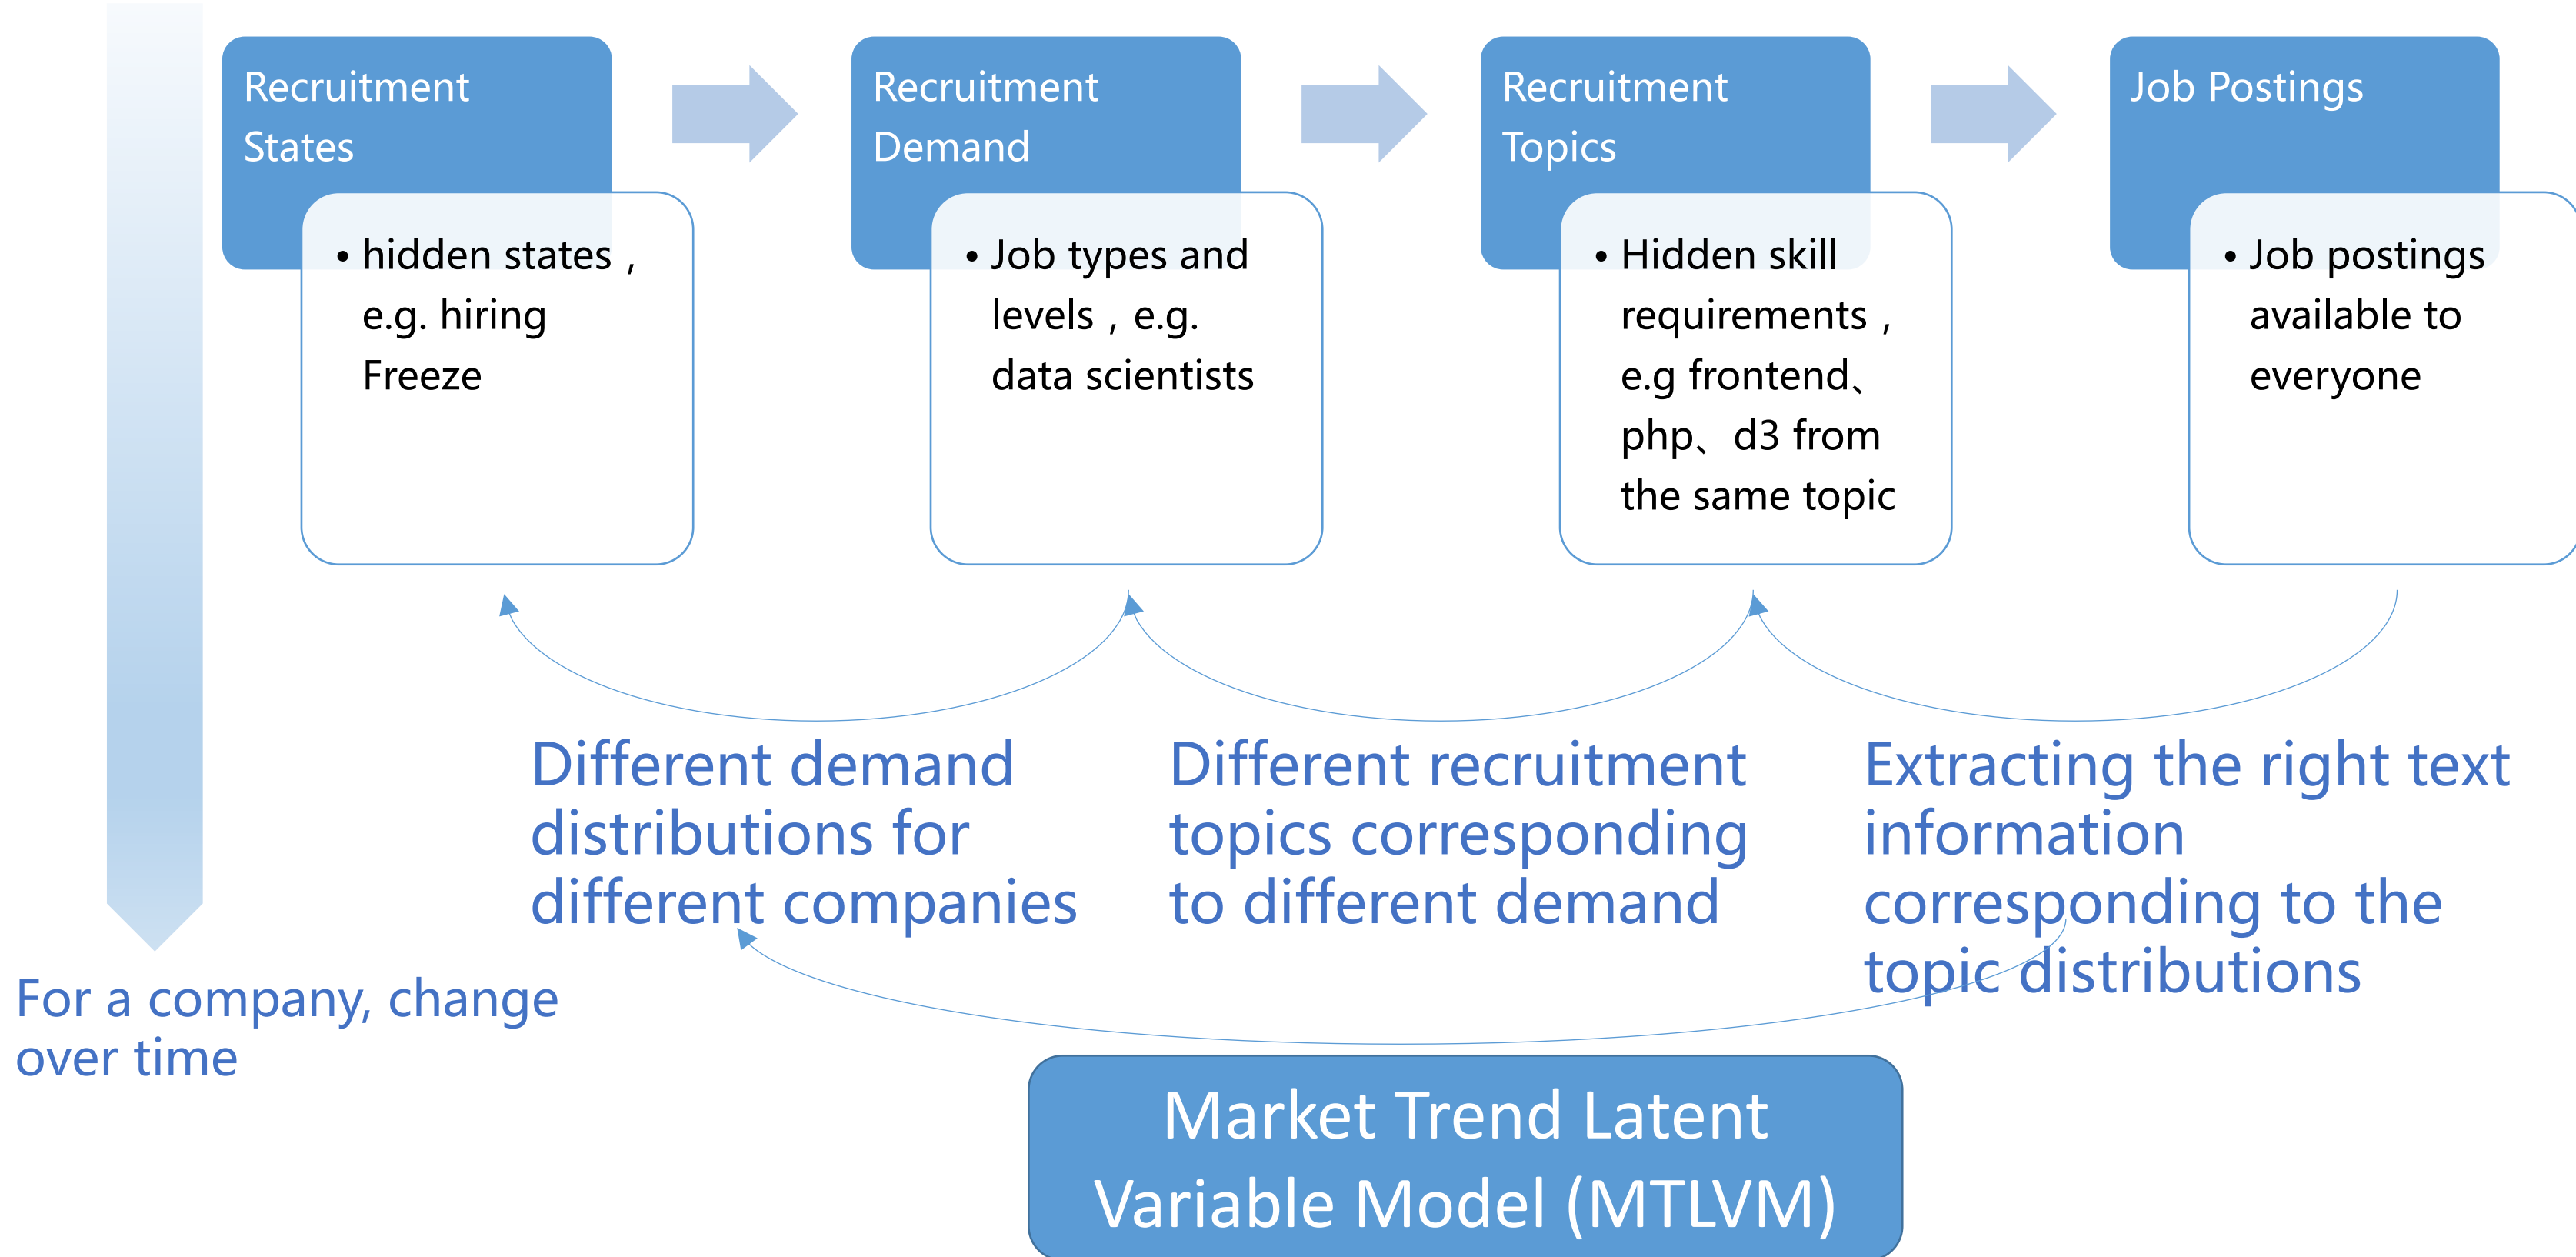 Recruitment
States
• hidden states，
e.g. hiring
Freeze
Recruitment
Demand
• Job types and
levels，e.g.
data scientists
Recruitment
Topics
• Hidden skill
requirements，
e.g frontend、
php、d3 from
the same topic
Job Postings
• Job postings
available to
everyone
Different demand
distributions for
different companies
Different recruitment
topics corresponding
to different demand
Extracting the right text
information
corresponding to the
topic distributions
For a company, change
over time
Market Trend Latent
Variable Model (MTLVM)